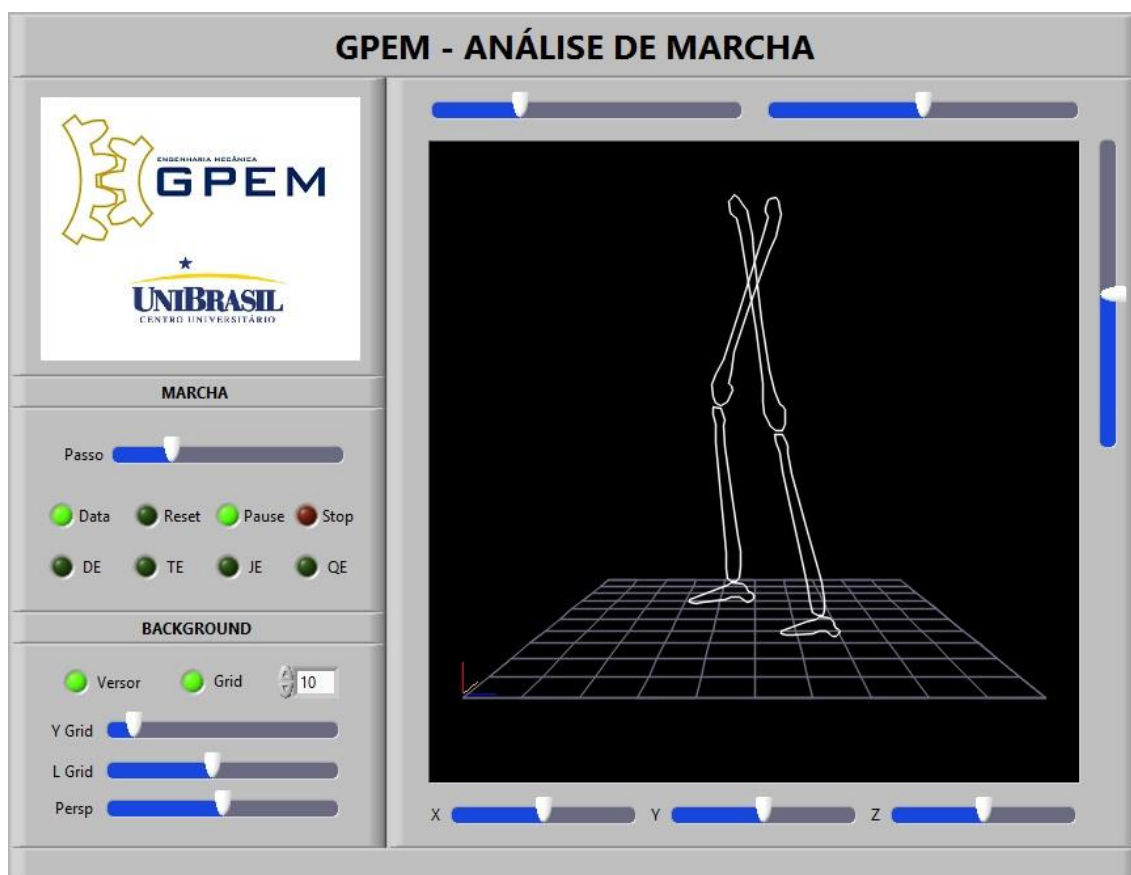 GPEM - ANÁLISE DE MARCHA
ENGENHARIA MECÂNICA
GPEM
UNIBRASIL
CENTRO UNIVERSITÁRIO
MARCHA
Passo
Data Reset Pause Stop
DE TE JE QE
BACKGROUND
Versor Grid 10
Y Grid
L Grid
Persp
X Y Z